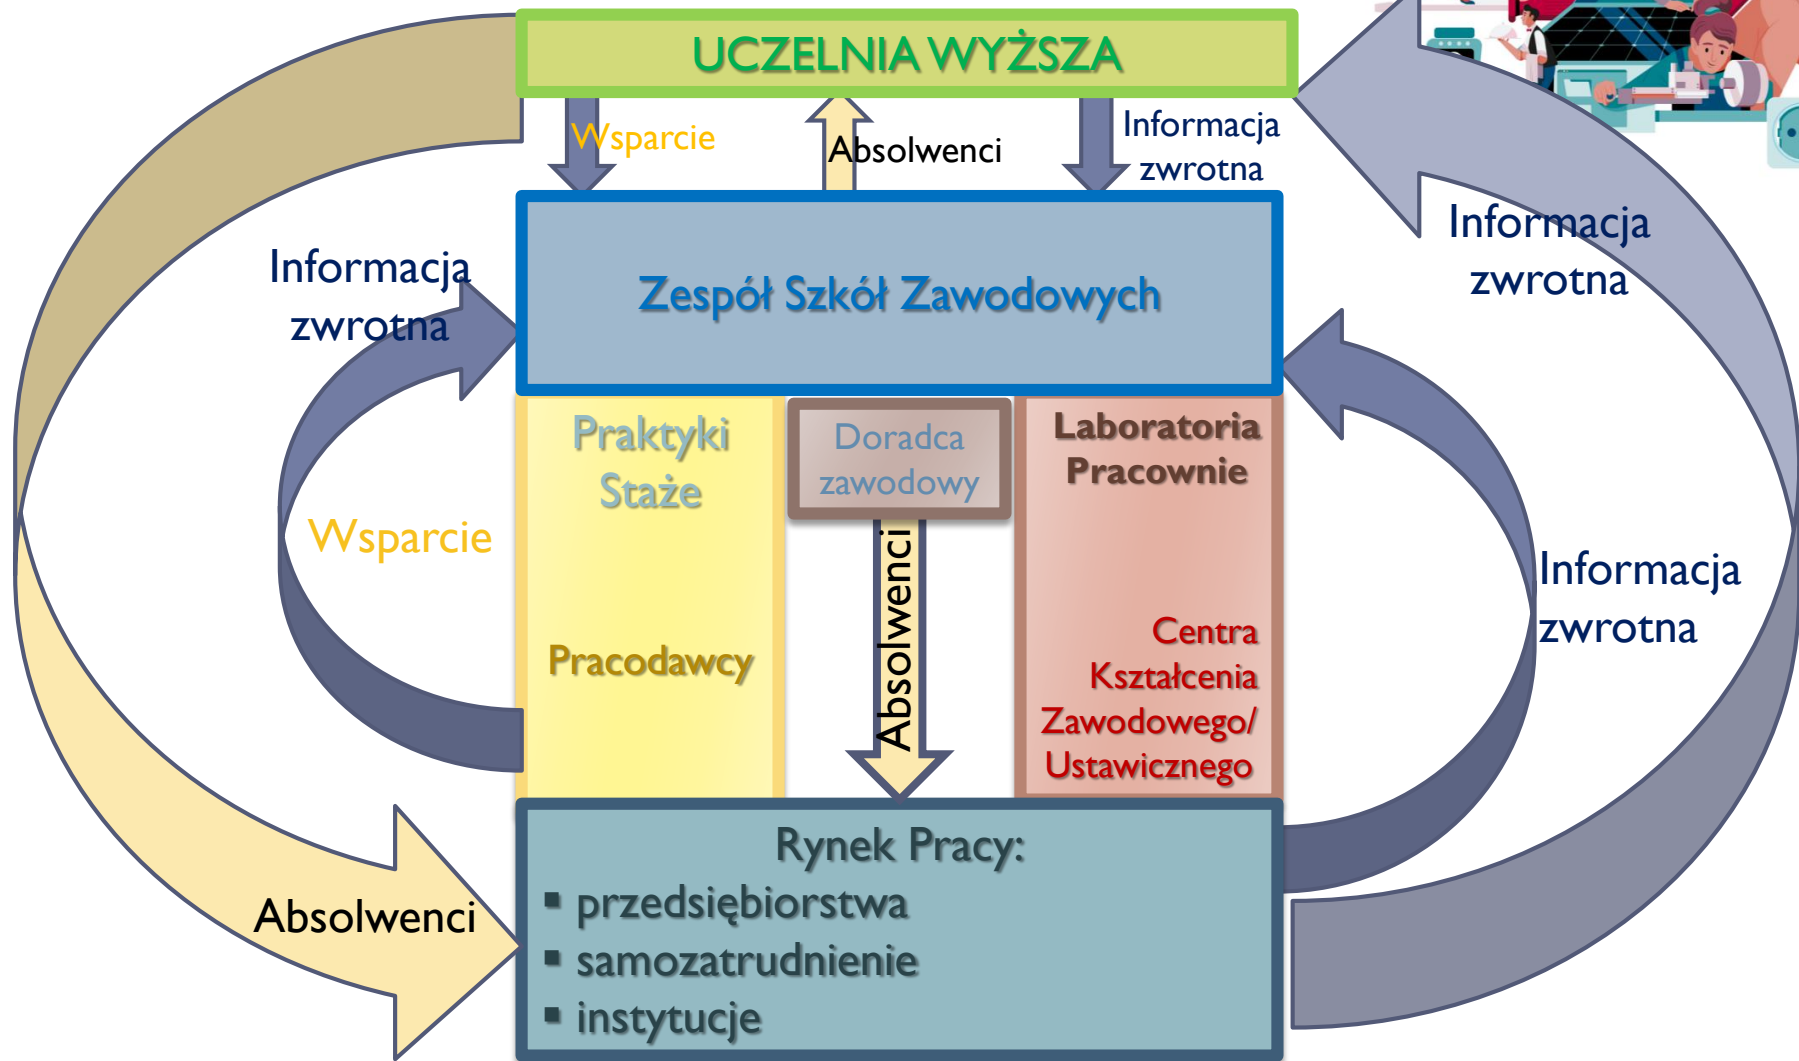 UCZELNIA WYŻSZA
Wsparcie
Absolwenci
Informacja
zwrotna
Informacja
zwrotna
Zespół Szkół Zawodowych
Informacja
zwrotna
Praktyki
Staże
Doradca
zawodowy
Laboratoria
Pracownie
Wsparcie
Absolwenci
Pracodawcy
Centra
Kształcenia
Zawodowego/
Ustawicznego
Informacja
zwrotna
Absolwenci
Rynek Pracy:
▪ przedsiębiorstwa
▪ samozatrudnienie
▪ instytucje